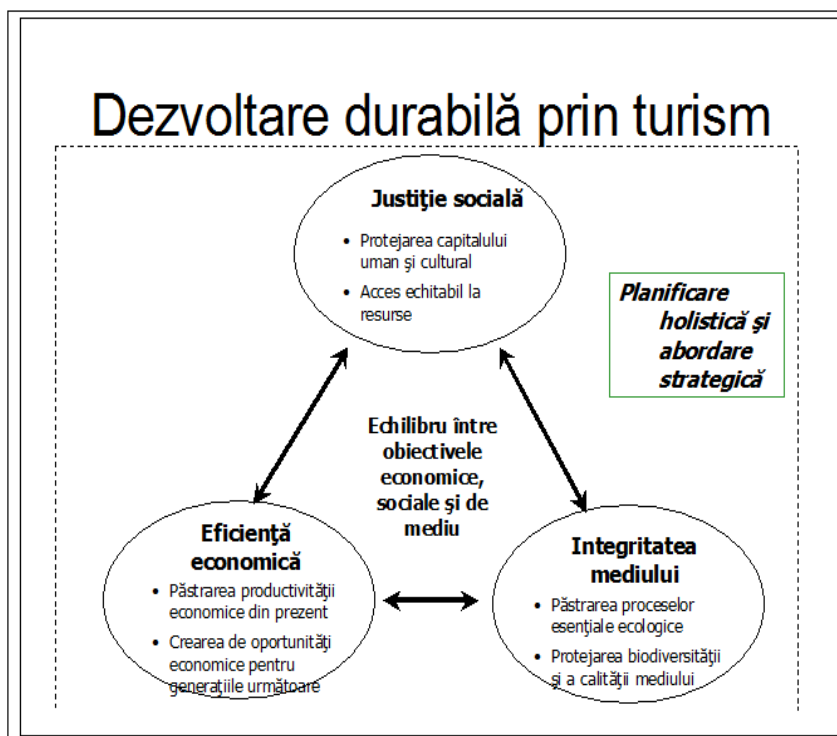 Dezvoltare durabilă prin turism
Justiţie socială
• Protejarea capitalului
uman şi cultural
• Acces echitabil la
resurse
Planificare
holistică şi
abordare
strategică
Echilibru între
obiectivele
economice,
sociale şi de
mediu
Eficienţă
economică
• Păstrarea productivităţii
economice din prezent
• Crearea de oportunităţi
economice pentru
generaţiile următoare
Integritatea
mediului
• Păstrarea proceselor
esenţiale ecologice
• Protejarea biodiversităţii
şi a calităţii mediului